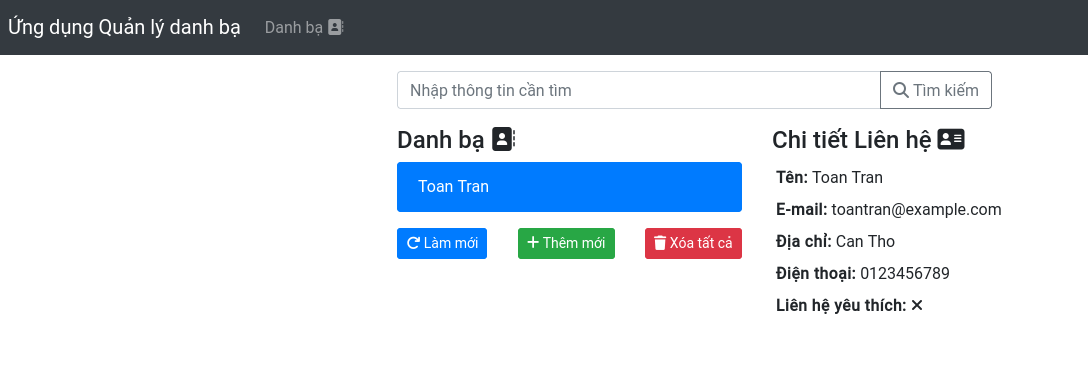 Ứng dụng Quản lý danh bạ Danh bạ
Nhập thông tin cần tìm Tìm kiếm
Danh bạ
Toan Tran
Làm mới Thêm mới Xóa tất cả
Chi tiết Liên hệ
Tên: Toan Tran
E-mail: toantran@example.com
Địa chỉ: Can Tho
Điện thoại: 0123456789
Liên hệ yêu thích: